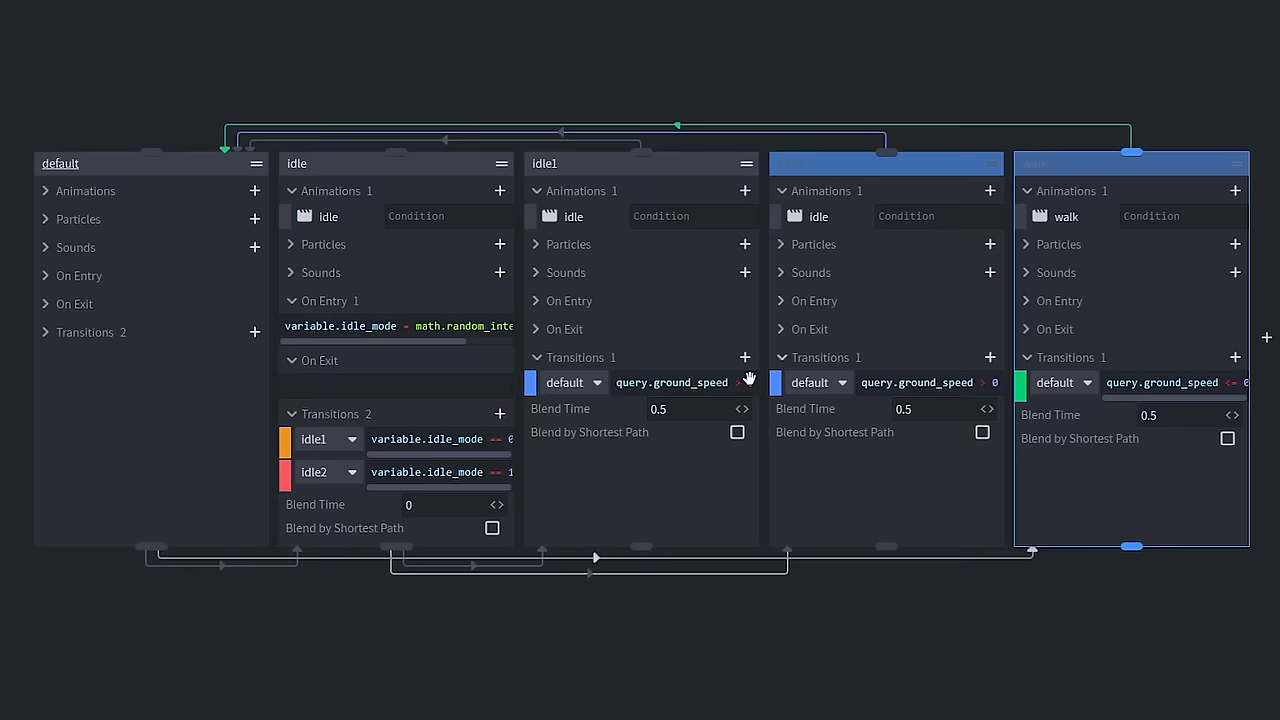 default
Animations
Particles
Sounds
On Entry
On Exit
Transitions 2
idle
Animations 1
idle Condition
Particles
Sounds
On Entry 1
variable.idle_mode = math.random_inte
On Exit
Transitions 2
idle1 variable.idle_mode == 0
idle2 variable.idle_mode == 1
Blend Time 0
Blend by Shortest Path
idle1
Animations 1
idle Condition
Particles
Sounds
On Entry
On Exit
Transitions 1
default query.ground_speed >
Blend Time 0.5
Blend by Shortest Path
Animations 1
idle Condition
Particles
Sounds
On Entry
On Exit
Transitions 1
default query.ground_speed > 0
Blend Time 0.5
Blend by Shortest Path
walk
Animations 1
walk Condition
Particles
Sounds
On Entry
On Exit
Transitions 1
default query.ground_speed <= 0
Blend Time 0.5
Blend by Shortest Path